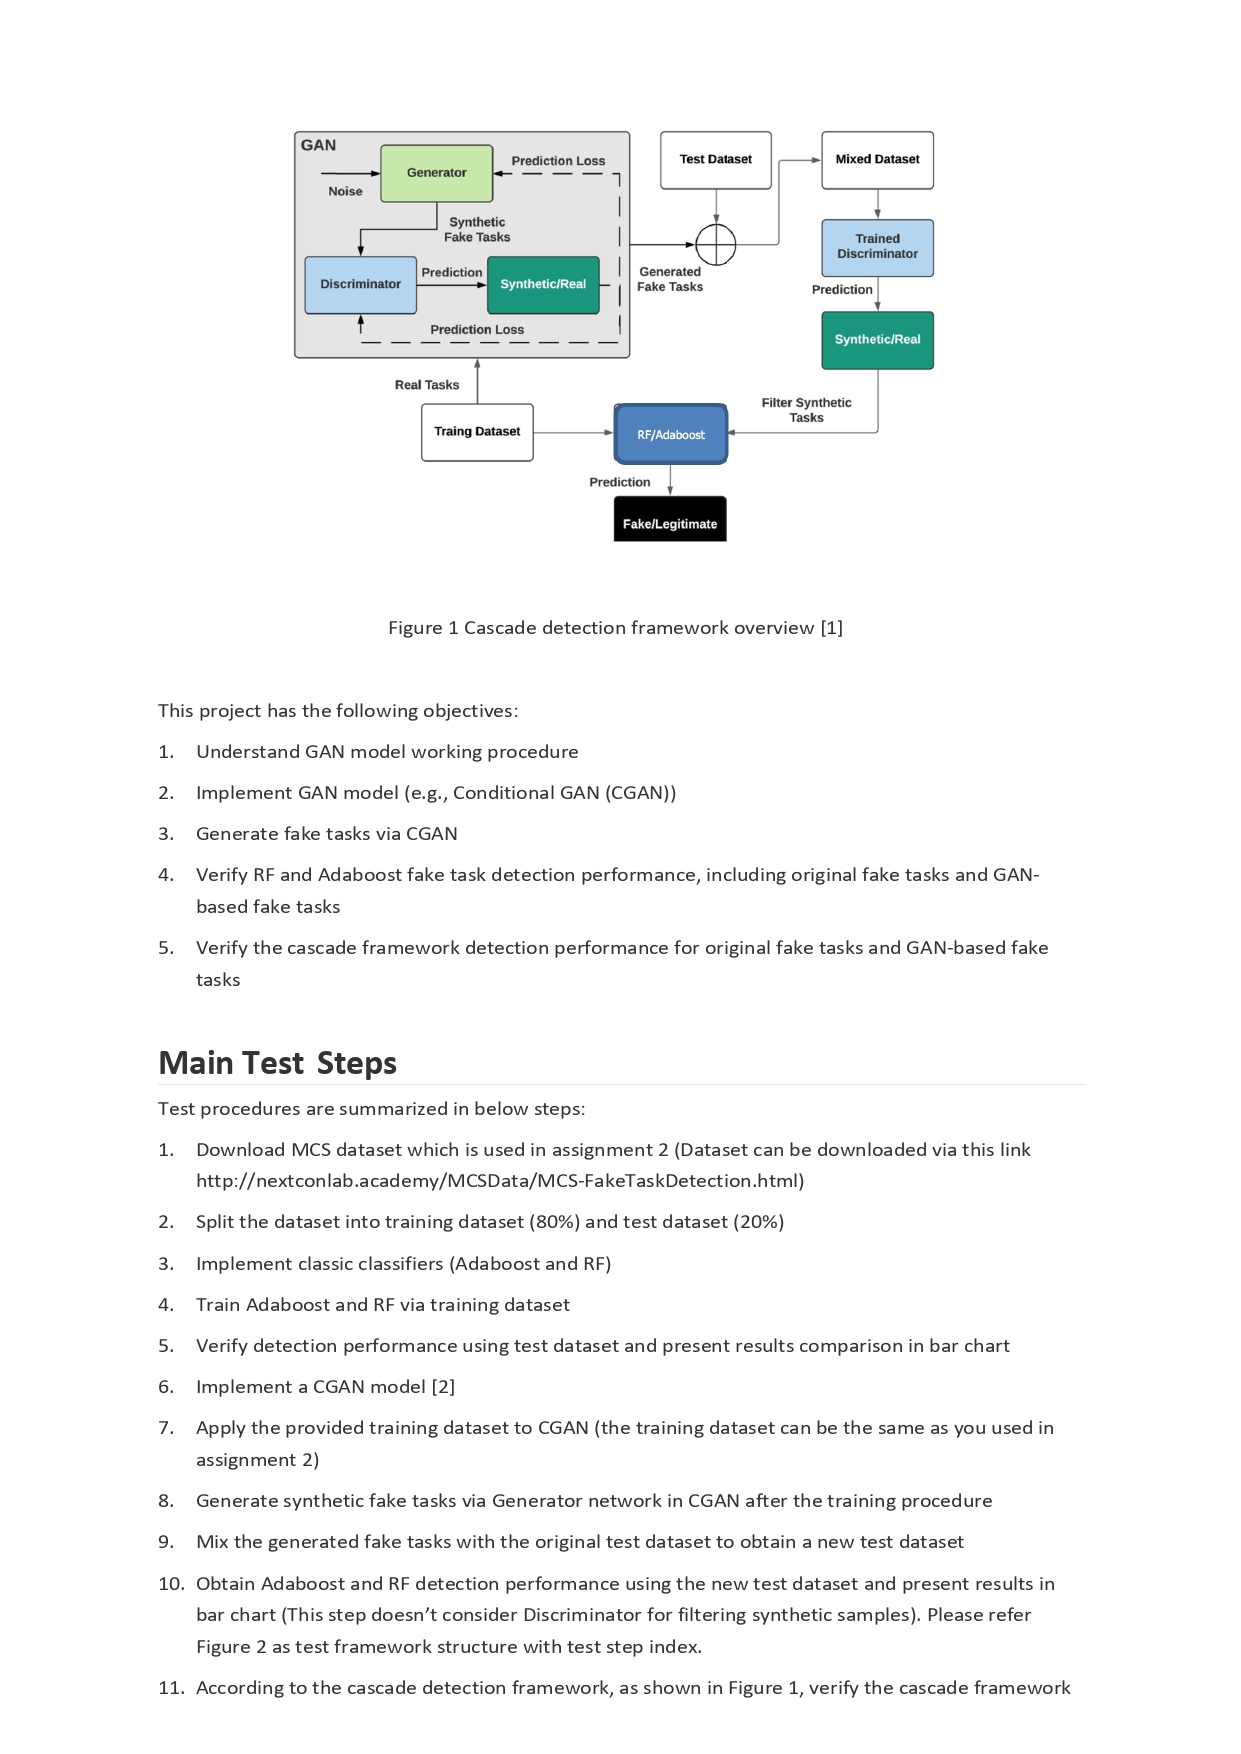 GAN
Generator
Noise
Prediction Loss
Synthetic
Fake Tasks
Discriminator
Prediction
Synthetic/Real
Prediction Loss
Test Dataset
Mixed Dataset
Generated
Fake Tasks
Trained
Discriminator
Prediction
Synthetic/Real
Real Tasks
Filter Synthetic
Tasks
Traing Dataset
RF/Adaboost
Prediction
Fake/Legitimate
Figure 1 Cascade detection framework overview [1]
This project has the following objectives:
1. Understand GAN model working procedure
2. Implement GAN model (e.g., Conditional GAN (CGAN))
3. Generate fake tasks via CGAN
4. Verify RF and Adaboost fake task detection performance, including original fake tasks and GAN-
based fake tasks
5. Verify the cascade framework detection performance for original fake tasks and GAN-based fake
tasks
Main Test Steps
Test procedures are summarized in below steps:
1. Download MCS dataset which is used in assignment 2 (Dataset can be downloaded via this link
http://nextconlab.academy/MCSData/MCS-FakeTaskDetection.html)
2. Split the dataset into training dataset (80%) and test dataset (20%)
3. Implement classic classifiers (Adaboost and RF)
4. Train Adaboost and RF via training dataset
5. Verify detection performance using test dataset and present results comparison in bar chart
6. Implement a CGAN model [2]
7. Apply the provided training dataset to CGAN (the training dataset can be the same as you used in
assignment 2)
8. Generate synthetic fake tasks via Generator network in CGAN after the training procedure
9. Mix the generated fake tasks with the original test dataset to obtain a new test dataset
10. Obtain Adaboost and RF detection performance using the new test dataset and present results in
bar chart (This step doesn’t consider Discriminator for filtering synthetic samples). Please refer
Figure 2 as test framework structure with test step index.
11. According to the cascade detection framework, as shown in Figure 1, verify the cascade framework